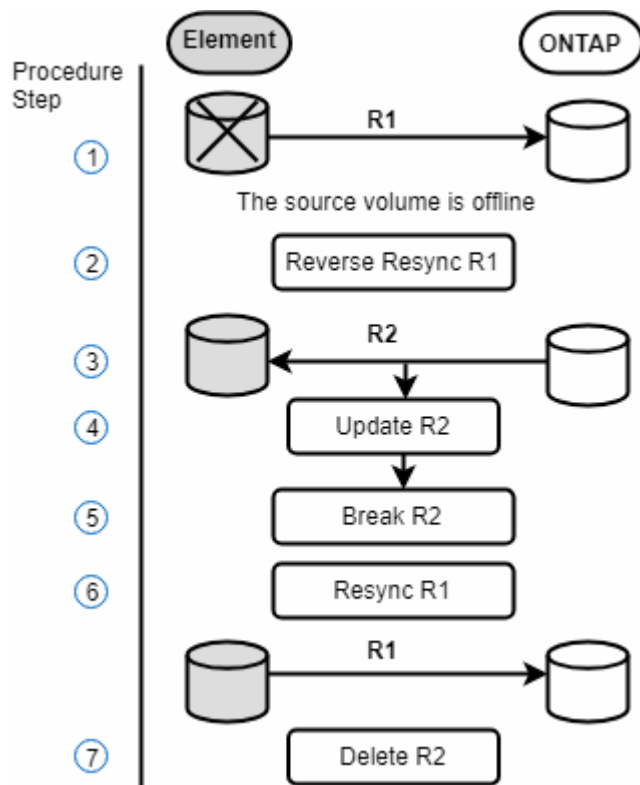 Element
ONTAP
Procedure
Step
R1
1
The source volume is offline
2
Reverse Resync R1
R2
3
4
Update R2
5
Break R2
6
Resync R1
R1
7
Delete R2